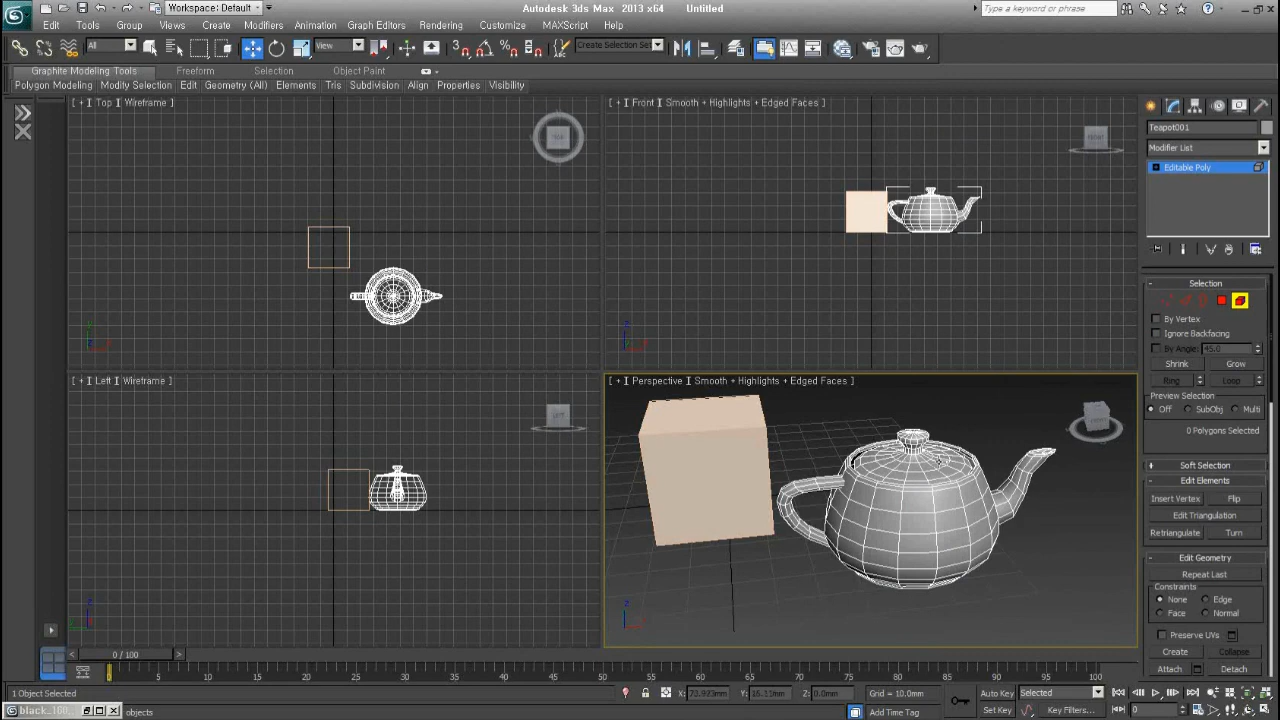 Workspace: Default
Autodesk 3ds Max  2013 x64    Untitled
Type a keyword or phrase
Edit
Tools
Group
Views
Create
Modifiers
Animation
Graph Editors
Rendering
Customize
MAXScript
Help
All
View
Create Selection Set
Graphite Modeling Tools
Freeform
Selection
Object Paint
Polygon Modeling
Modify Selection
Edit
Geometry (All)
Elements
Tris
Subdivision
Align
Properties
Visibility
[ + ] Top ] Wireframe ]
[ + ] Front ] Smooth + Highlights + Edged Faces ]
FRONT
Teapot001
Modifier List
Editable Poly
Selection
By Vertex
Ignore Backfacing
By Angle: 45.0
Shrink
Grow
Ring
Loop
Preview Selection
Off
SubObj
Multi
0 Polygons Selected
Soft Selection
Edit Elements
Insert Vertex
Flip
Edit Triangulation
Retriangulate
Turn
Edit Geometry
Repeat Last
Constraints
None
Edge
Face
Normal
Preserve UVs
Create
Collapse
Attach
Detach
[ + ] Left ] Wireframe ]
[ + ] Perspective ] Smooth + Highlights + Edged Faces ]
0 / 100
0 5 10 15 20 25 30 35 40 45 50 55 60 65 70 75 80 85 90 95 100
1 Object Selected
X: 73.923mm
Y: 15.11mm
Z: 0.0mm
Grid = 10.0mm
Auto Key
Selected
objects
Add Time Tag
Set Key
Key Filters...
0